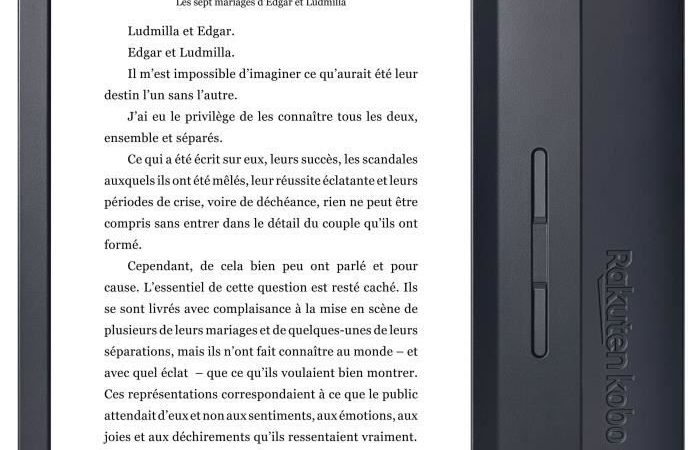 Les sept mariages d'Edgar et Ludmilla
Ludmilla et Edgar.
Edgar et Ludmilla.
Il m'est impossible d'imaginer ce qu'aurait été leur
destin l'un sans l'autre.
J'ai eu le privilège de les connaître tous les deux,
ensemble et séparés.
Ce qui a été écrit sur eux, leurs succès, les scandales
auxquels ils ont été mêlés, leur réussite éclatante et leurs
périodes de crise, voire de déchéance, rien ne peut être
compris sans entrer dans le détail du couple qu'ils ont
formé.
Cependant, de cela bien peu ont parlé et pour
cause. L'essentiel de cette question est resté caché. Ils
se sont livrés avec complaisance à la mise en scène de
plusieurs de leurs mariages et de quelques-unes de leurs
séparations, mais ils n'ont fait connaître au monde – et
avec quel éclat – que ce qu'ils voulaient bien montrer.
Ces représentations correspondaient à ce que le public
attendait d'eux et non aux sentiments, aux émotions, aux
joies et aux déchirements qu'ils ressentaient vraiment.
Rakuten kobo